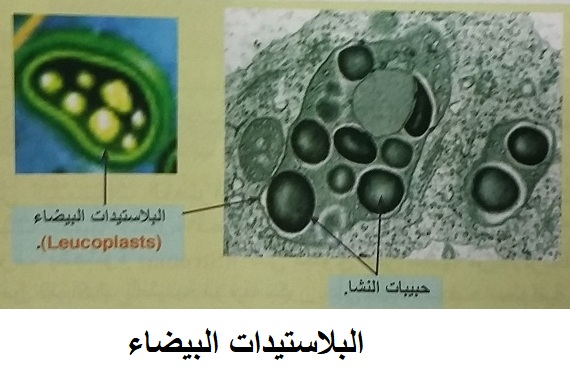 البلاستيدات البيضاء
(Leucoplasts).
حبيبات النشا.
البلاستيدات البيضاء